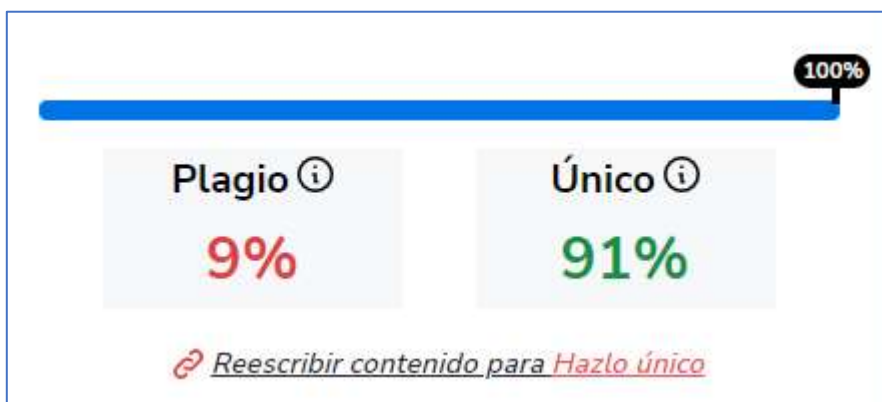 100%
Plagio
Único
9%
91%
Reescribir contenido para Hazlo único